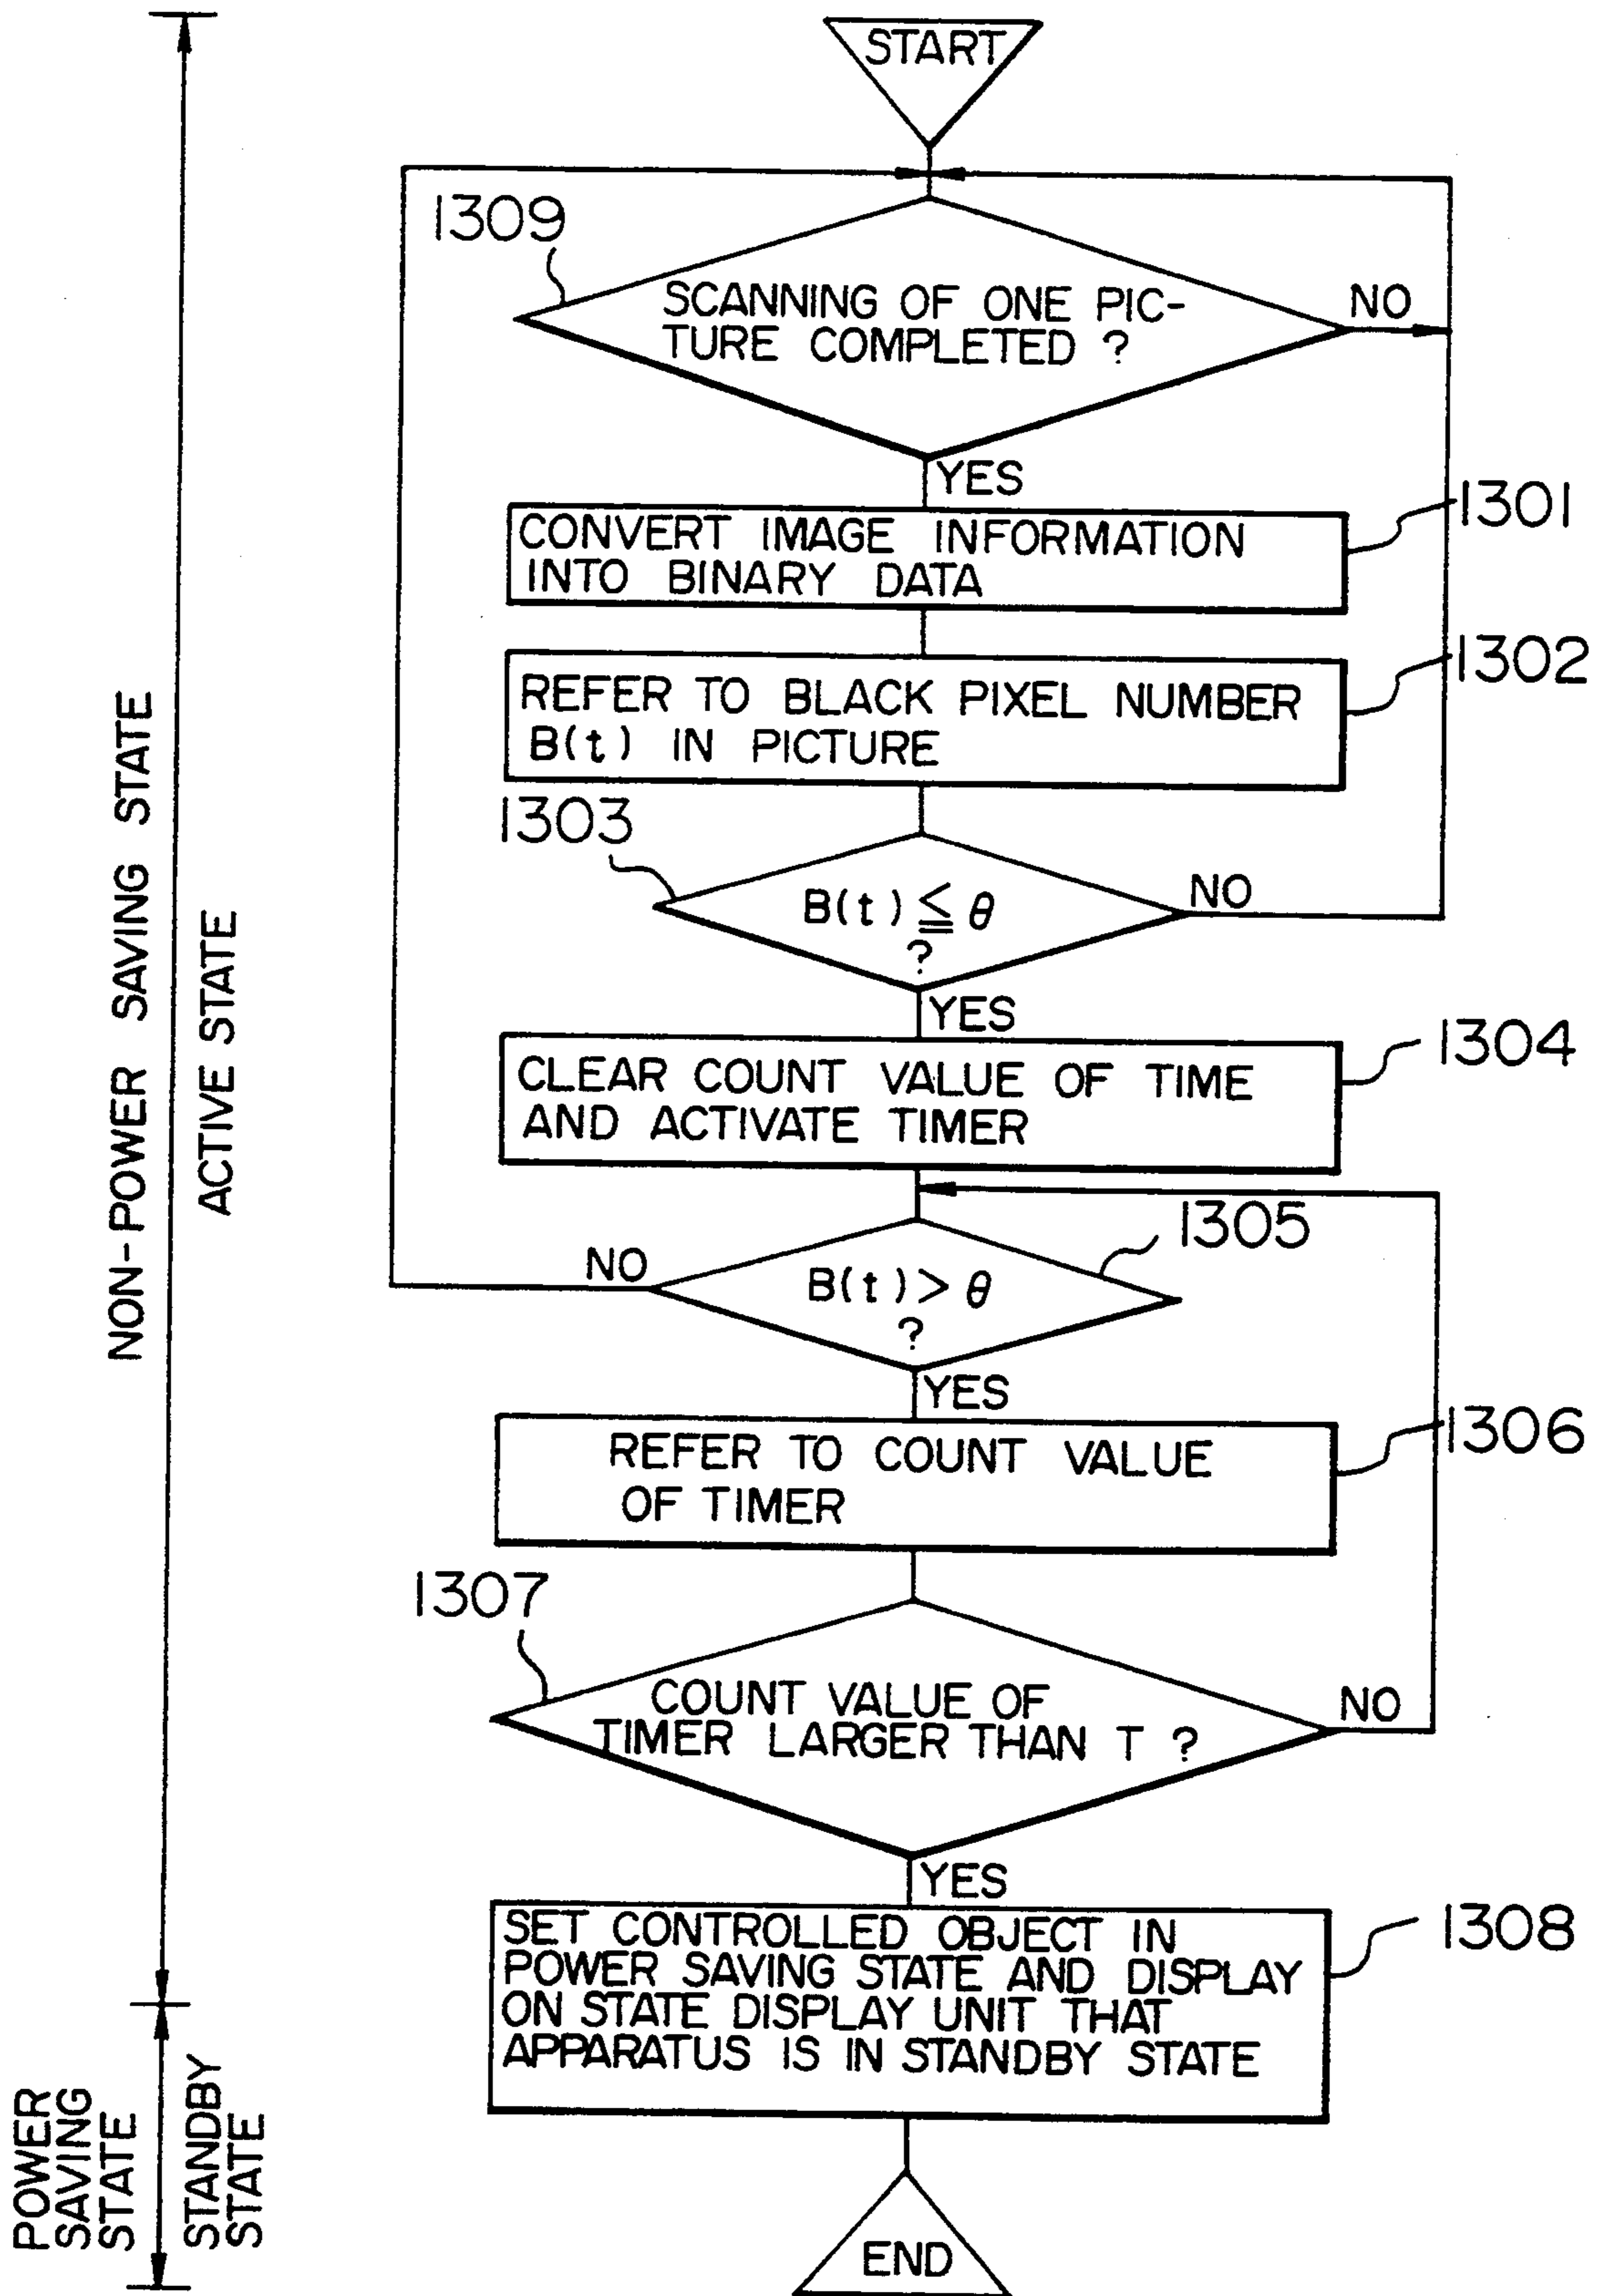 START
1309
SCANNING OF ONE PIC-
TURE COMPLETED ?
NO
YES
1301
CONVERT IMAGE INFORMATION
INTO BINARY DATA
1302
REFER TO BLACK PIXEL NUMBER
B(t) IN PICTURE
1303
B(t) ≦ θ
?
NO
YES
1304
CLEAR COUNT VALUE OF TIME
AND ACTIVATE TIMER
1305
NO
B(t) > θ
?
YES
1306
REFER TO COUNT VALUE
OF TIMER
1307
COUNT VALUE OF
TIMER LARGER THAN T ?
NO
YES
1308
SET CONTROLLED OBJECT IN
POWER SAVING STATE AND DISPLAY
ON STATE DISPLAY UNIT THAT
APPARATUS IS IN STANDBY STATE
END
NON-POWER SAVING STATE
ACTIVE STATE
POWER
SAVING
STATE
STANDBY
STATE